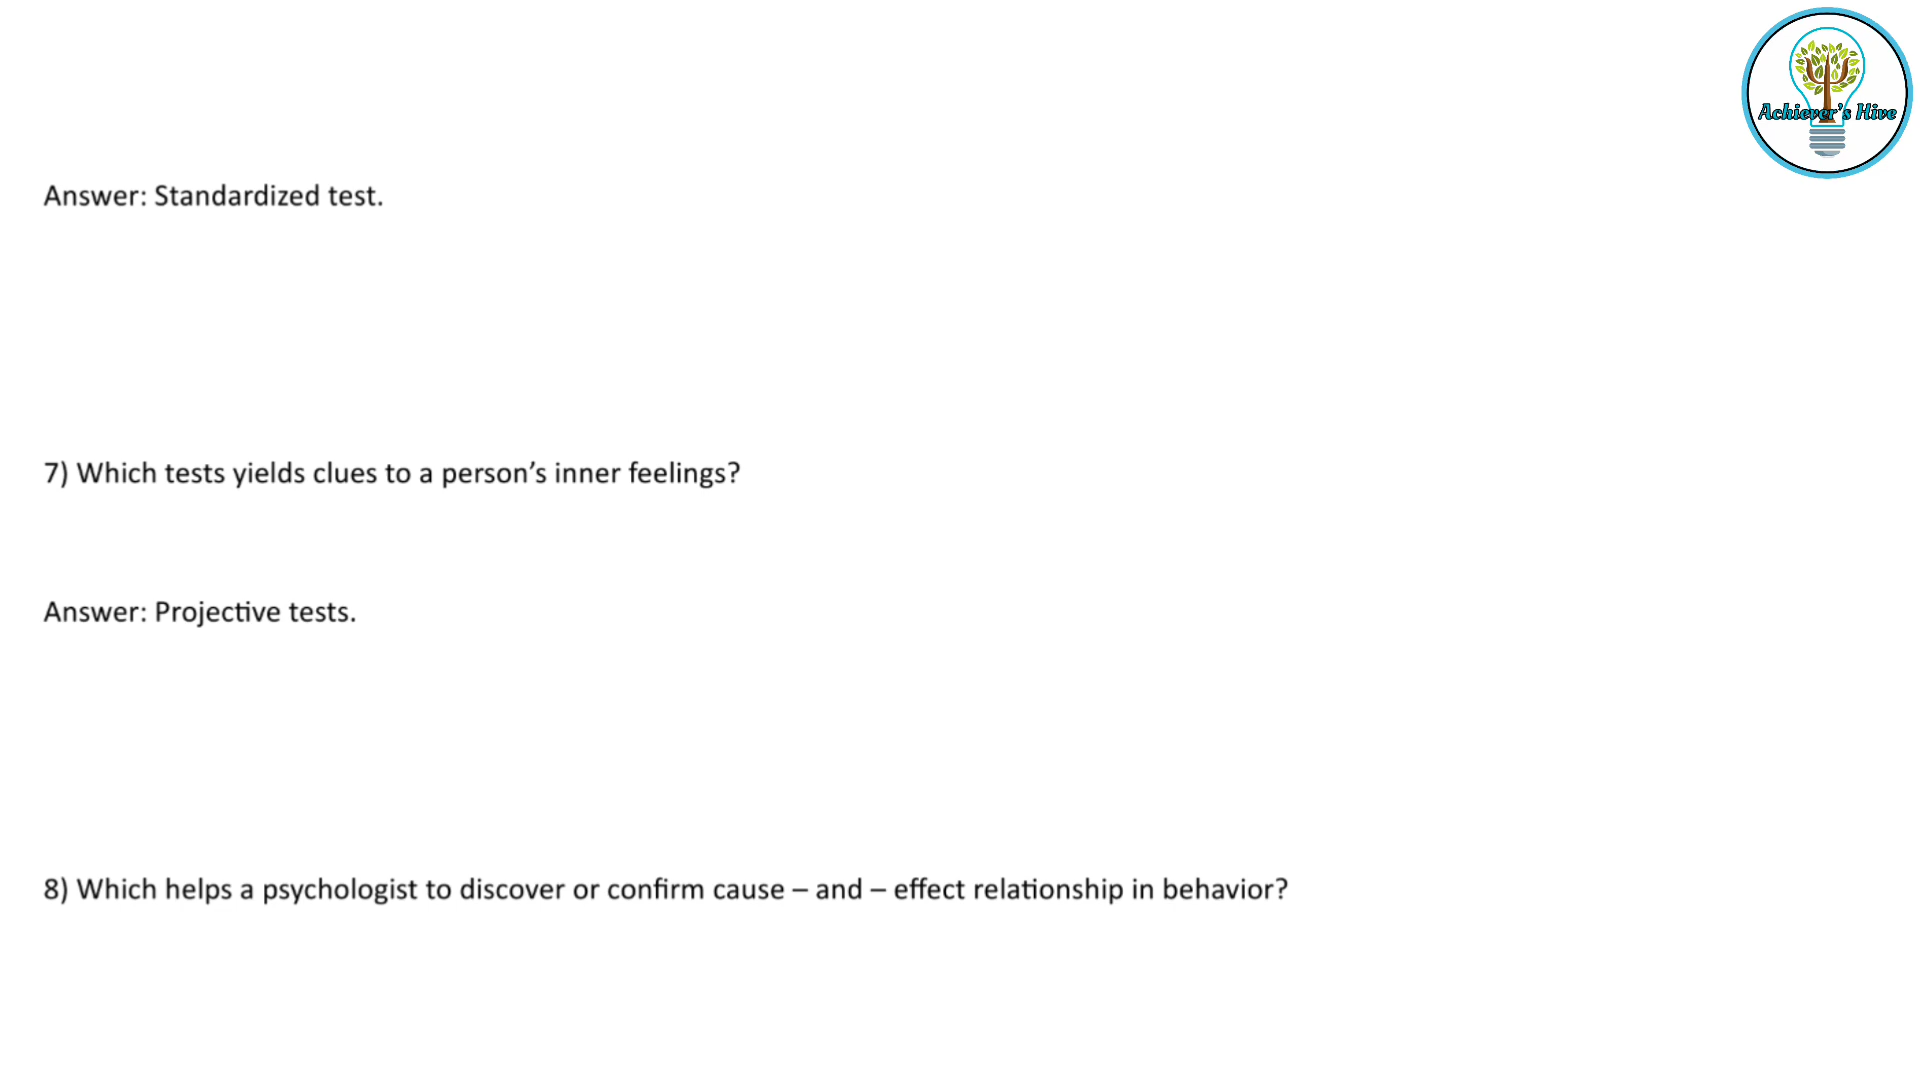 Achiever's Hive
Answer: Standardized test.
7) Which tests yields clues to a person’s inner feelings?
Answer: Projective tests.
8) Which helps a psychologist to discover or confirm cause – and – effect relationship in behavior?